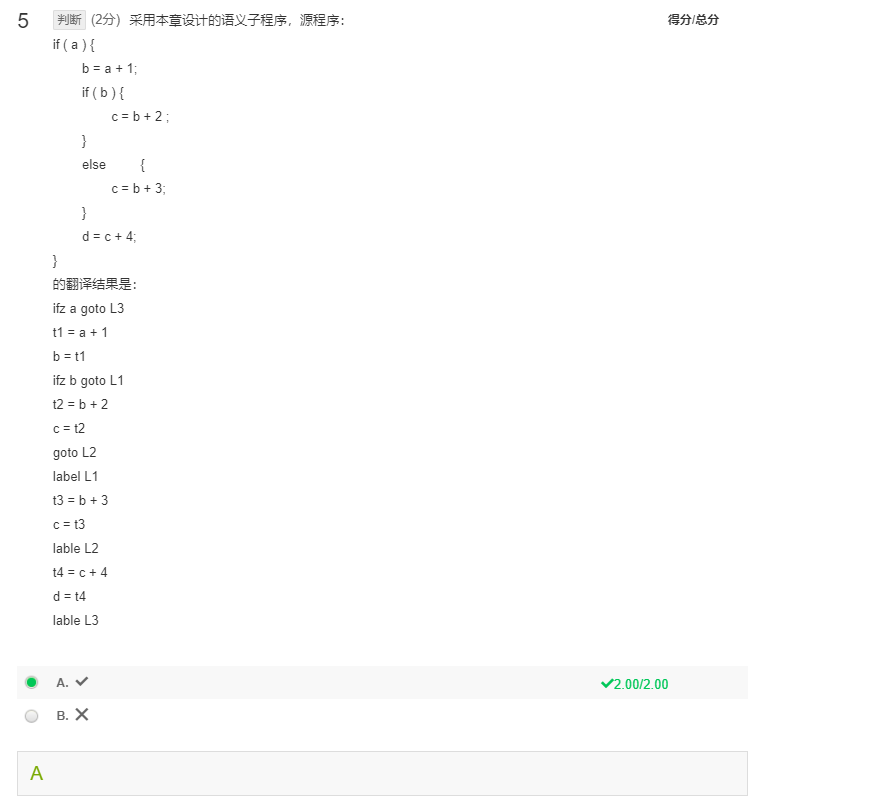 5 判断 (2分) 采用本章设计的语义子程序，源程序： 得分/总分
if ( a ) {
b = a + 1;
if ( b ) {
c = b + 2 ;
}
else {
c = b + 3;
}
d = c + 4;
}
的翻译结果是：
ifz a goto L3
t1 = a + 1
b = t1
ifz b goto L1
t2 = b + 2
c = t2
goto L2
label L1
t3 = b + 3
c = t3
lable L2
t4 = c + 4
d = t4
lable L3
A. ✓ ✓2.00/2.00
B. ✕
A